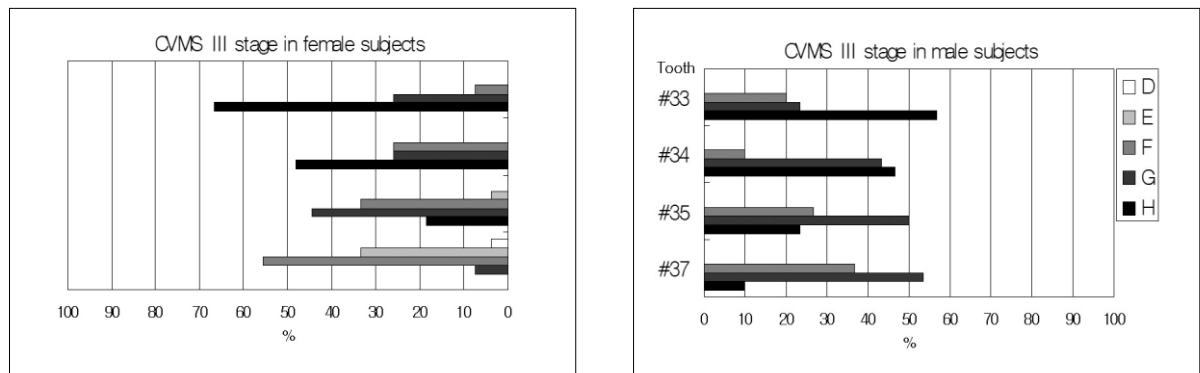 CVMS III stage in female subjects
100 90 80 70 60 50 40 30 20 10 0
%
CVMS III stage in male subjects
Tooth
#33
#34
#35
#37
0 10 20 30 40 50 60 70 80 90 100
%
D
E
F
G
H